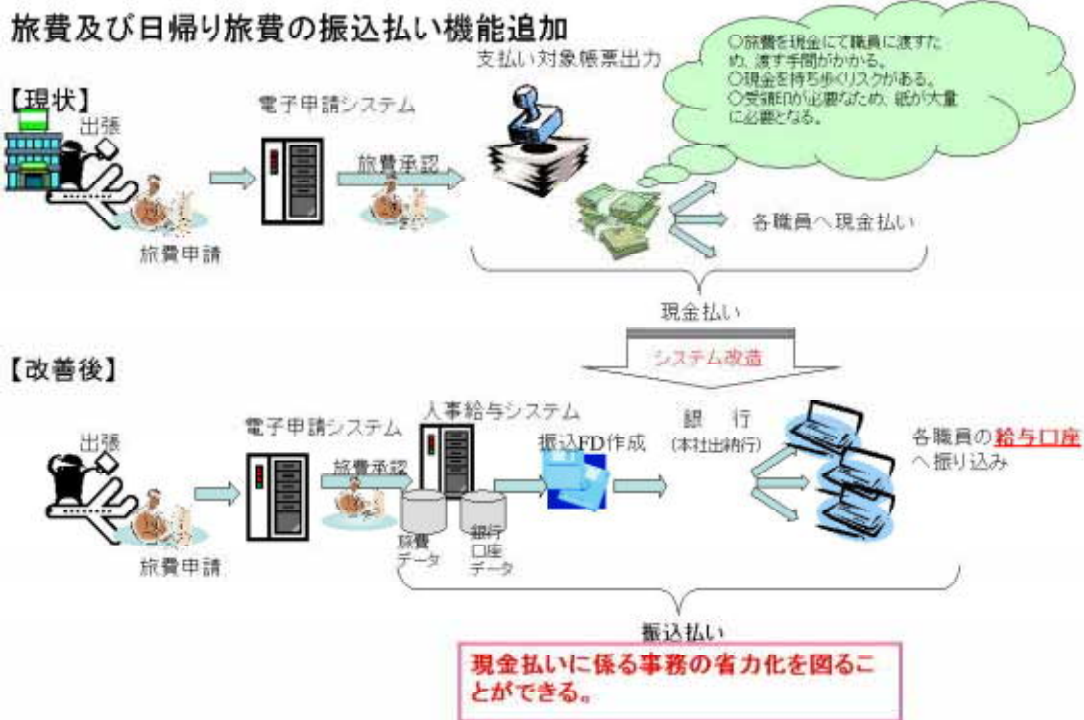 旅費及び日帰り旅費の振込払い機能追加
支払い対象帳票出力
○旅費を現金にて職員に渡すた
め、渡す手間がかかる。
○現金を持ち歩くリスクがある。
○受領印が必要なため、紙が大量
に必要となる。
【現状】
出張
電子申請システム
旅費承認
旅費申請
各職員へ現金払い
現金払い
システム改造
【改善後】
出張
電子申請システム
人事給与システム
旅費承認
振込FD作成
銀 行
(本社出納行)
各職員の給与口座
へ振り込み
旅費
データ
銀行
口座
データ
旅費申請
振込払い
現金払いに係る事務の省力化を図るこ
とができる。